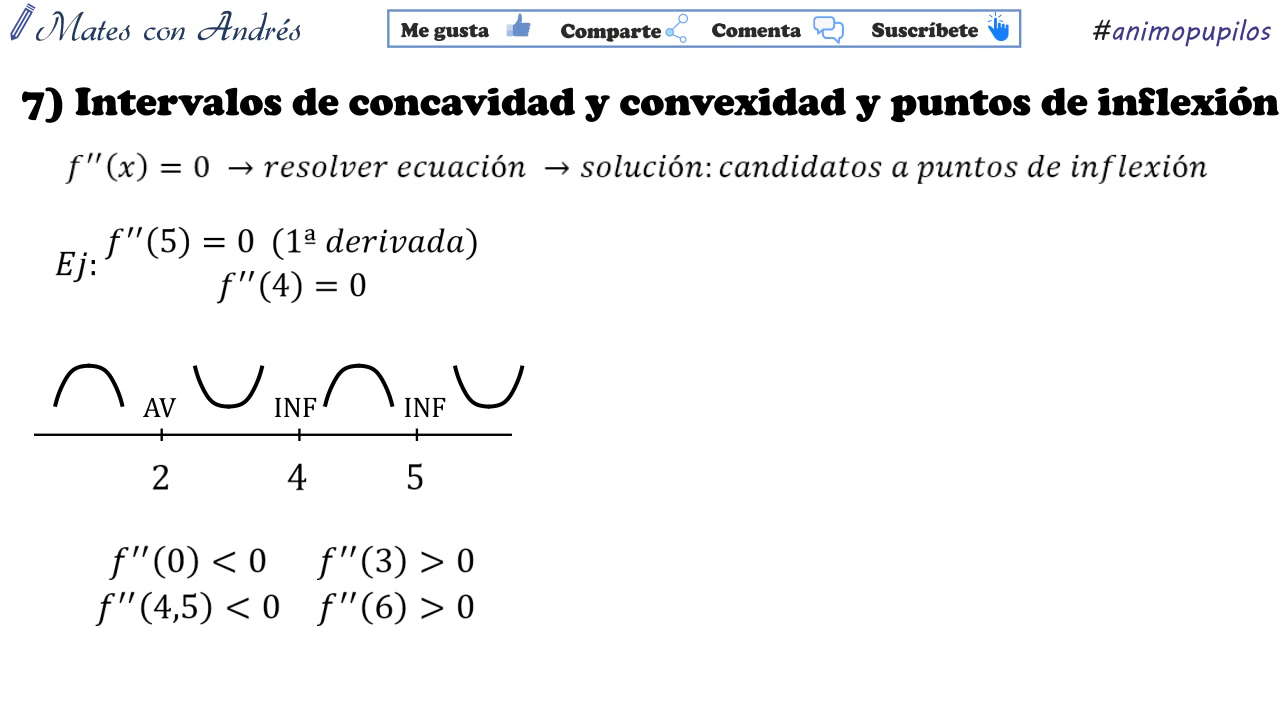 Mates con Andrés
Me gusta Comparte Comenta Suscríbete
#animopupilos
7) Intervalos de concavidad y convexidad y puntos de inflexión
f''(x) = 0 → resolver ecuación → solución: candidatos a puntos de inflexión
Ej:
f''(5) = 0 (1ª derivada)
f''(4) = 0
AV INF INF
2 4 5
f''(0) < 0 f''(3) > 0
f''(4,5) < 0 f''(6) > 0